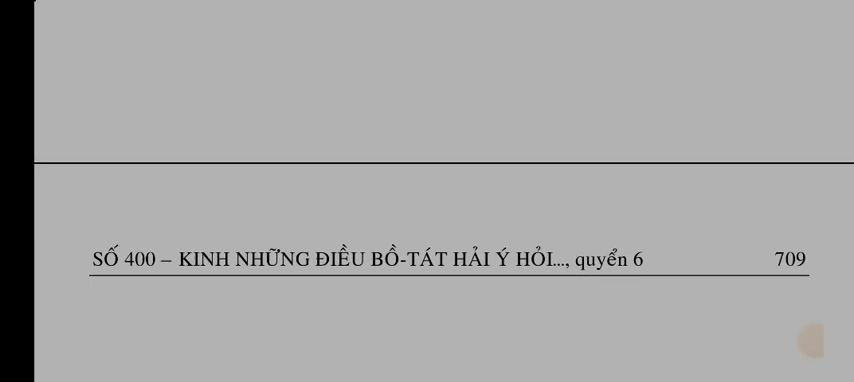 SỐ 400 – KINH NHỮNG ĐIỀU BỒ-TÁT HẢI Ý HỎI..., quyển 6 709